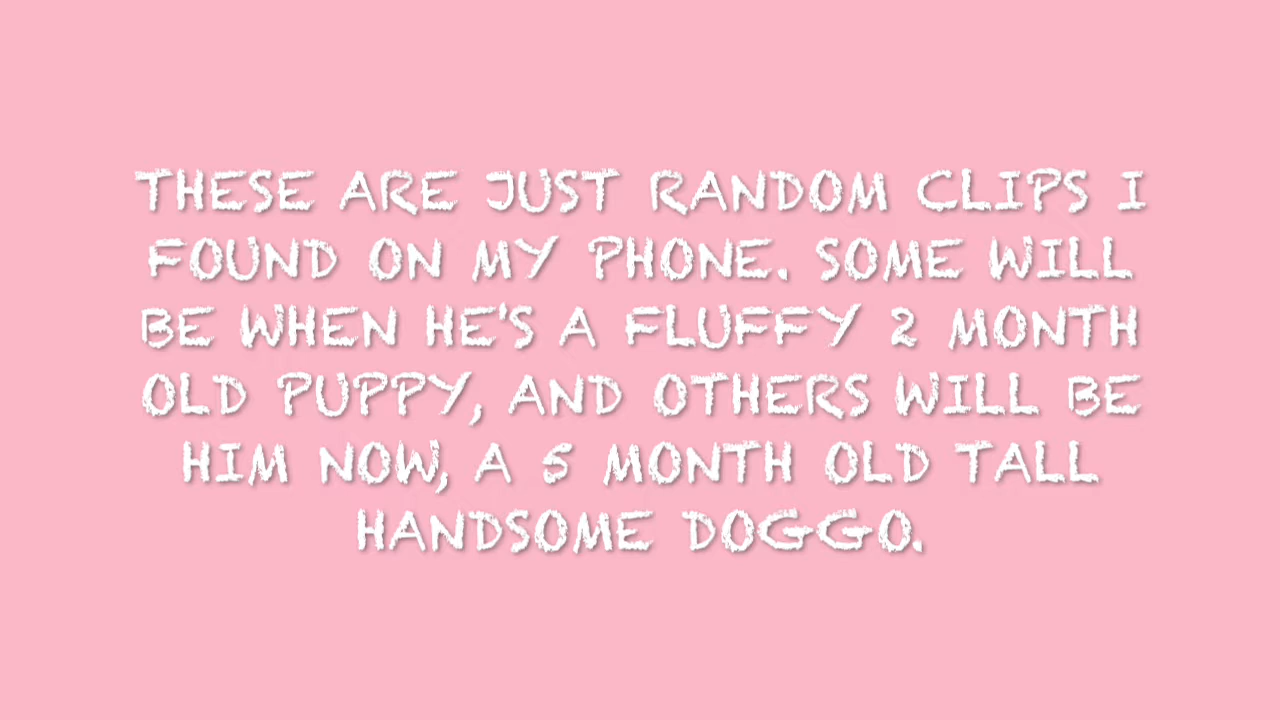 THESE ARE JUST RANDOM CLIPS I
FOUND ON MY PHONE. SOME WILL
BE WHEN HE'S A FLUFFY 2 MONTH
OLD PUPPY, AND OTHERS WILL BE
HIM NOW, A 5 MONTH OLD TALL
HANDSOME DOGGO.